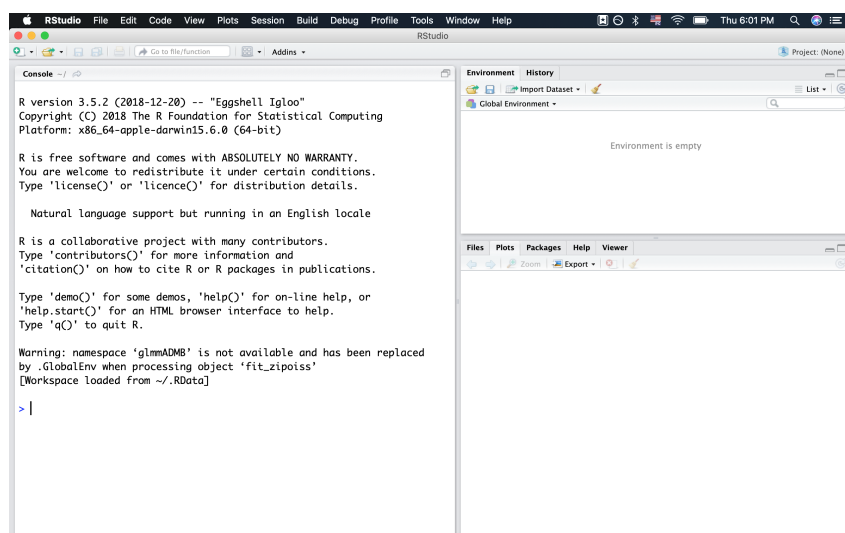 RStudio File Edit Code View Plots Session Build Debug Profile Tools Window Help Thu 6:01 PM
RStudio
Go to file/function Addins Project: (None)
Console ~/
R version 3.5.2 (2018-12-20) -- "Eggshell Igloo"
Copyright (C) 2018 The R Foundation for Statistical Computing
Platform: x86_64-apple-darwin15.6.0 (64-bit)
R is free software and comes with ABSOLUTELY NO WARRANTY.
You are welcome to redistribute it under certain conditions.
Type 'license()' or 'licence()' for distribution details.
Natural language support but running in an English locale
R is a collaborative project with many contributors.
Type 'contributors()' for more information and
'citation()' on how to cite R or R packages in publications.
Type 'demo()' for some demos, 'help()' for on-line help, or
'help.start()' for an HTML browser interface to help.
Type 'q()' to quit R.
Warning: namespace ‘glmmADMB’ is not available and has been replaced
by .GlobalEnv when processing object ‘fit_zipoiss’
[Workspace loaded from ~/.RData]
>
Environment History
Import Dataset List
Global Environment
Environment is empty
Files Plots Packages Help Viewer
Zoom Export